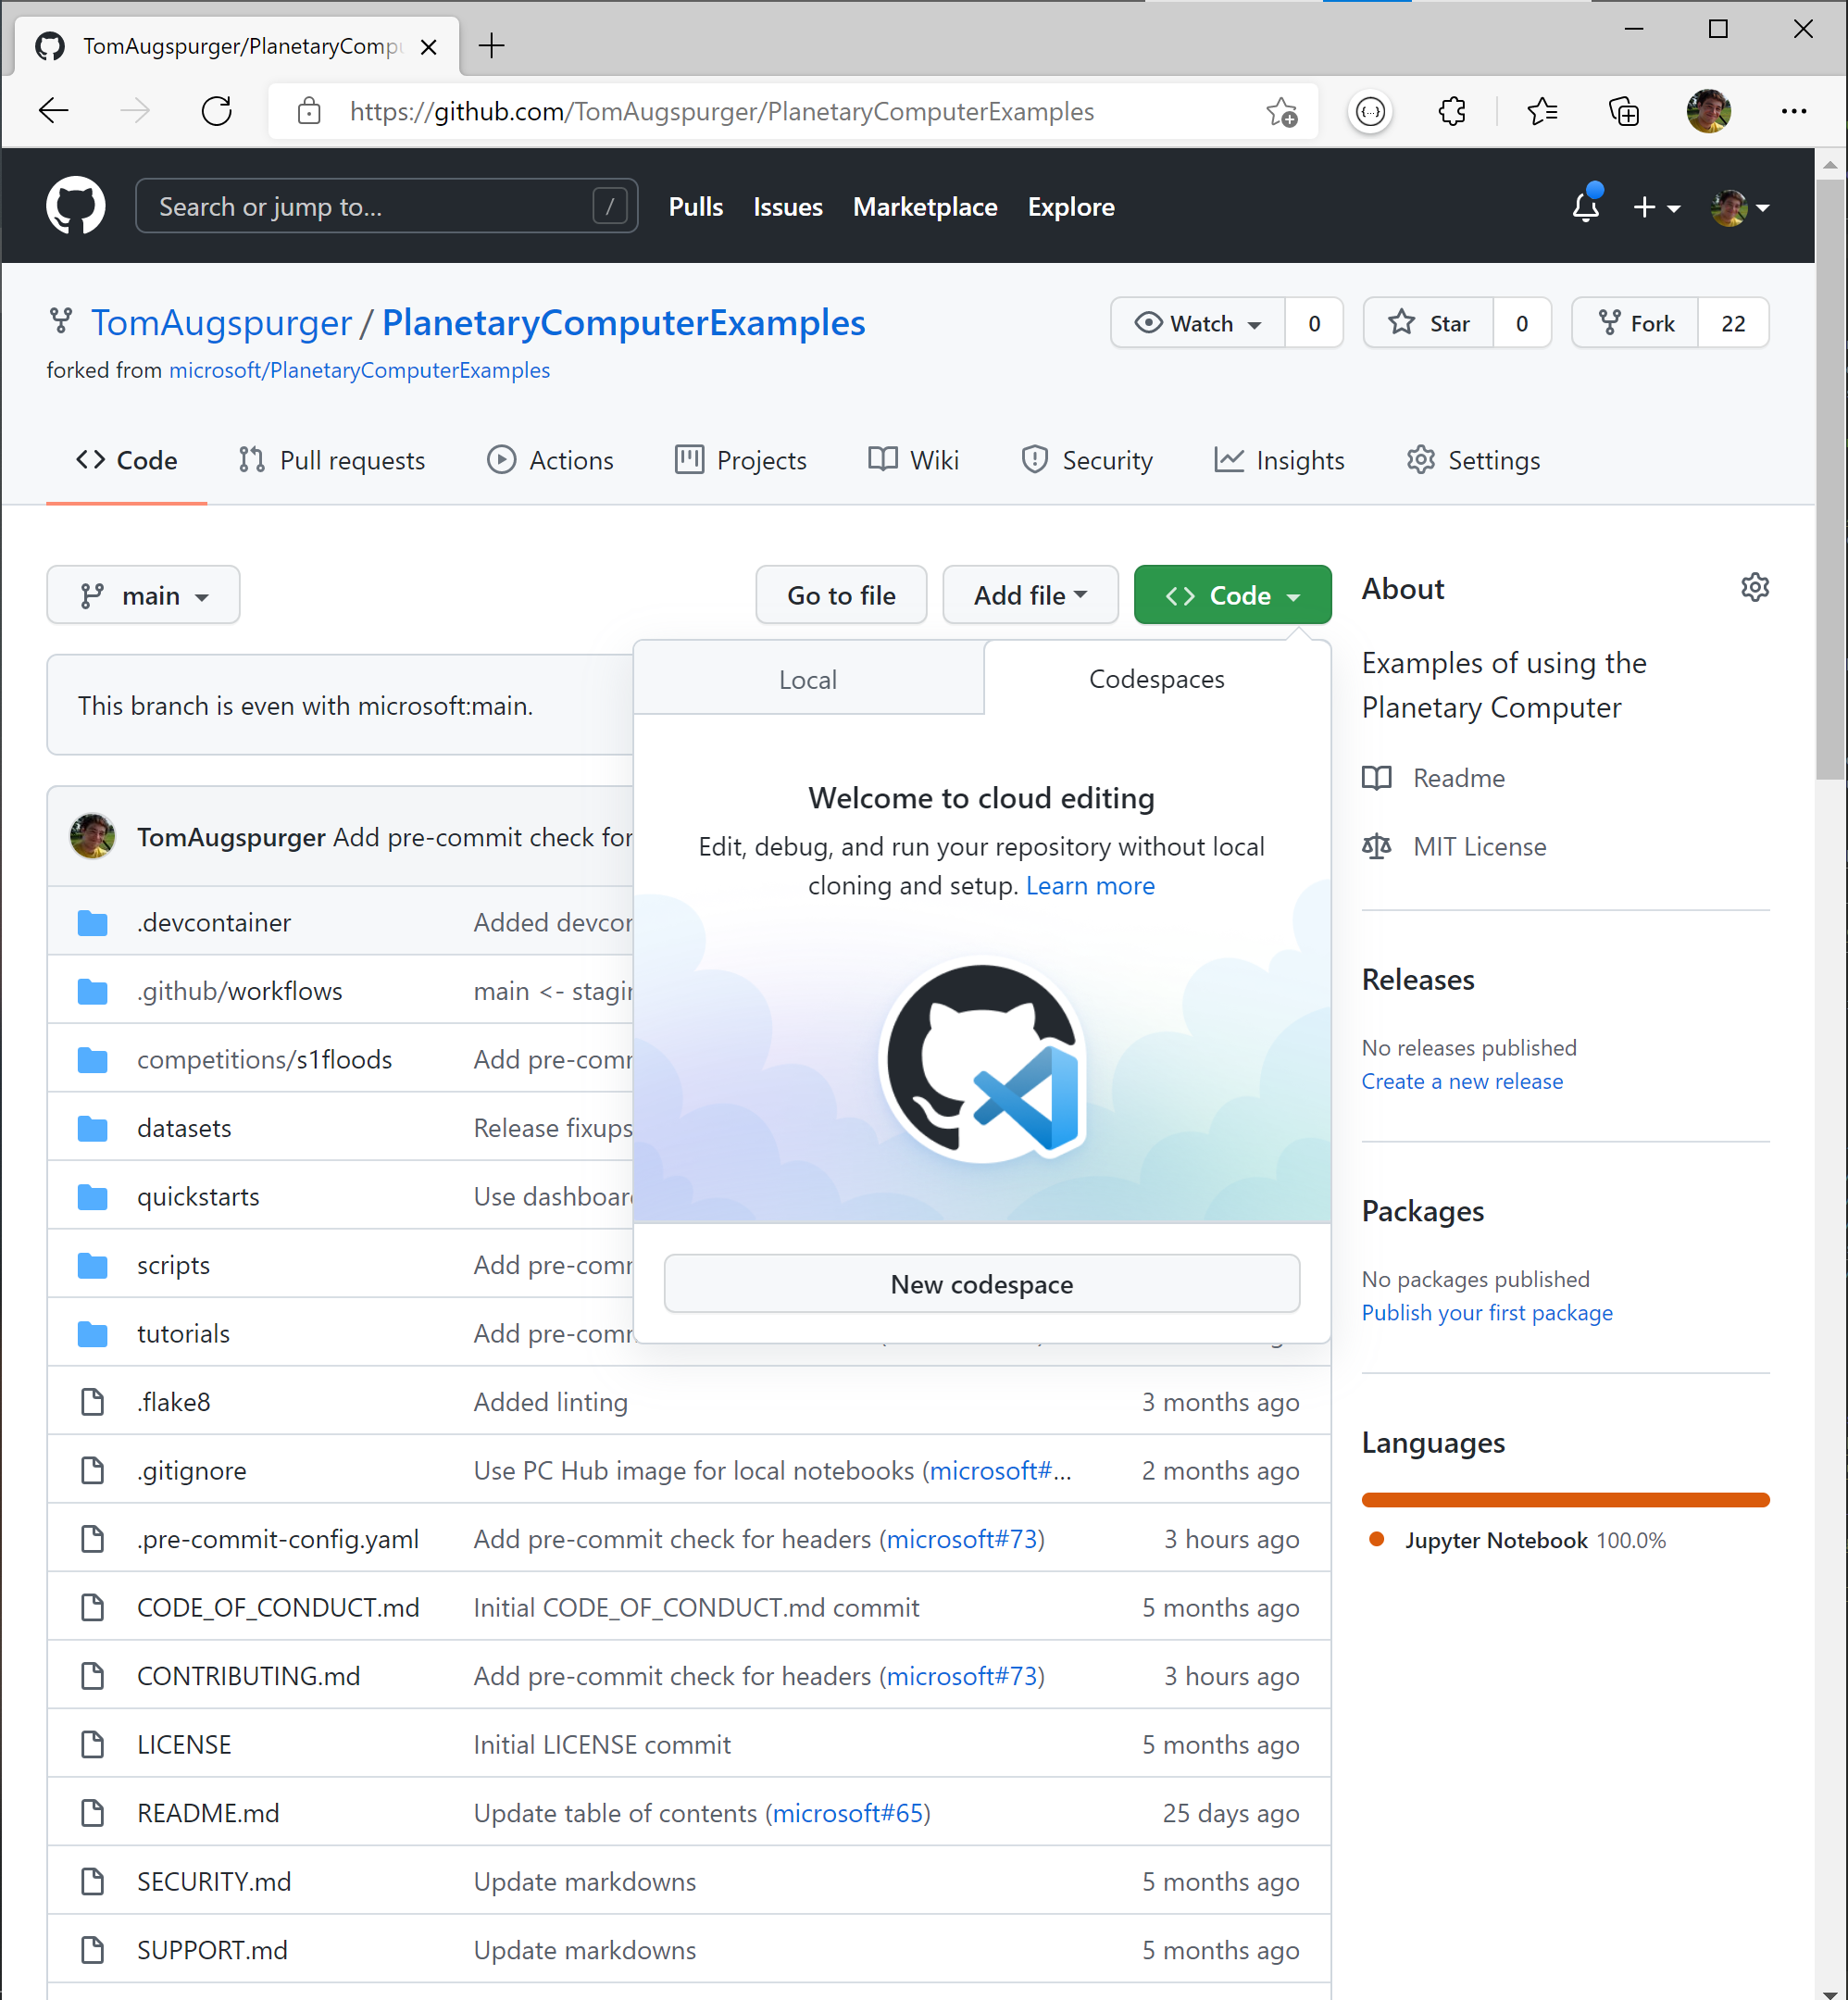 TomAugspurger/PlanetaryCompu
https://github.com/TomAugspurger/PlanetaryComputerExamples
{...}
Search or jump to... /
Pulls Issues Marketplace Explore
TomAugspurger / PlanetaryComputerExamples
Watch 0 Star 0 Fork 22
forked from microsoft/PlanetaryComputerExamples
Code Pull requests Actions Projects Wiki Security Insights Settings
main Go to file Add file Code
Local Codespaces
This branch is even with microsoft:main.
Welcome to cloud editing
Edit, debug, and run your repository without local
cloning and setup. Learn more
New codespace
TomAugspurger Add pre-commit check for
.devcontainer Added devcon
.github/workflows main <- stagin
competitions/s1floods Add pre-comm
datasets Release fixups
quickstarts Use dashboard
scripts Add pre-comm
tutorials Add pre-comm
.flake8 Added linting 3 months ago
.gitignore Use PC Hub image for local notebooks (microsoft#... 2 months ago
.pre-commit-config.yaml Add pre-commit check for headers (microsoft#73) 3 hours ago
CODE_OF_CONDUCT.md Initial CODE_OF_CONDUCT.md commit 5 months ago
CONTRIBUTING.md Add pre-commit check for headers (microsoft#73) 3 hours ago
LICENSE Initial LICENSE commit 5 months ago
README.md Update table of contents (microsoft#65) 25 days ago
SECURITY.md Update markdowns 5 months ago
SUPPORT.md Update markdowns 5 months ago
About
Examples of using the
Planetary Computer
Readme
MIT License
Releases
No releases published
Create a new release
Packages
No packages published
Publish your first package
Languages
Jupyter Notebook 100.0%